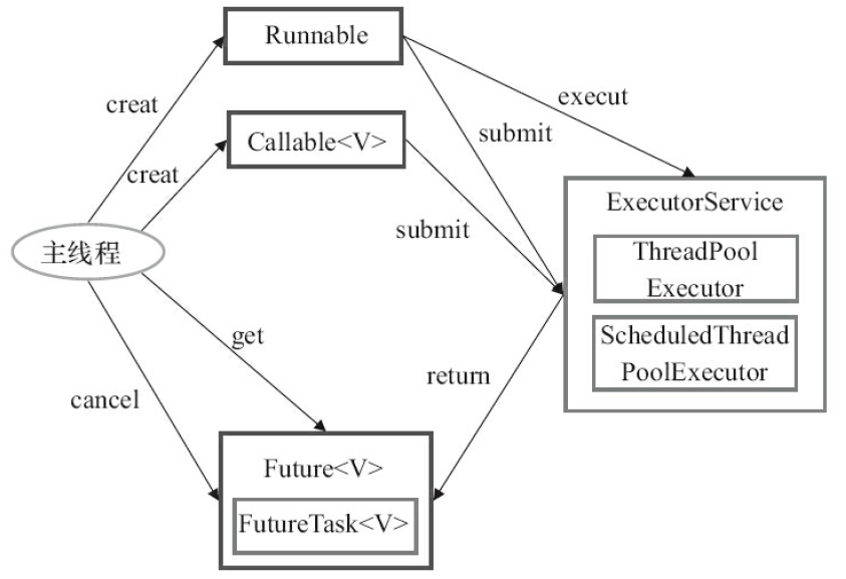 Runnable
execut
creat
submit
Callable<V>
creat
ExecutorService
submit
主线程
ThreadPool
Executor
get
ScheduledThread
PoolExecutor
return
cancel
Future<V>
FutureTask<V>